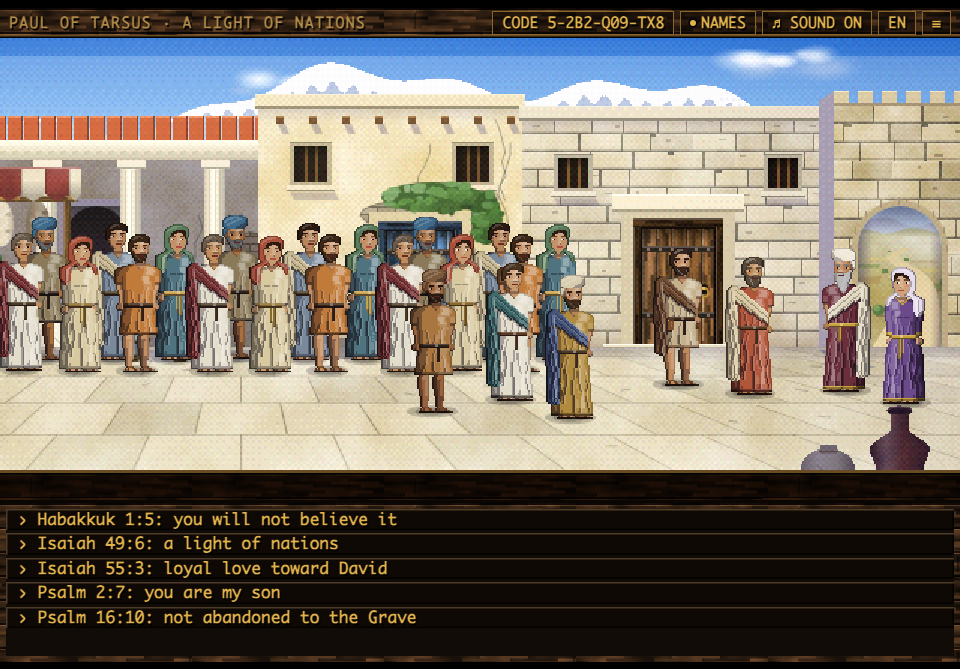 PAUL OF TARSUS · A LIGHT OF NATIONS
CODE 5-2B2-Q09-TX8
• NAMES
♬ SOUND ON
EN
≡
› Habakkuk 1:5: you will not believe it
› Isaiah 49:6: a light of nations
› Isaiah 55:3: loyal love toward David
› Psalm 2:7: you are my son
› Psalm 16:10: not abandoned to the Grave